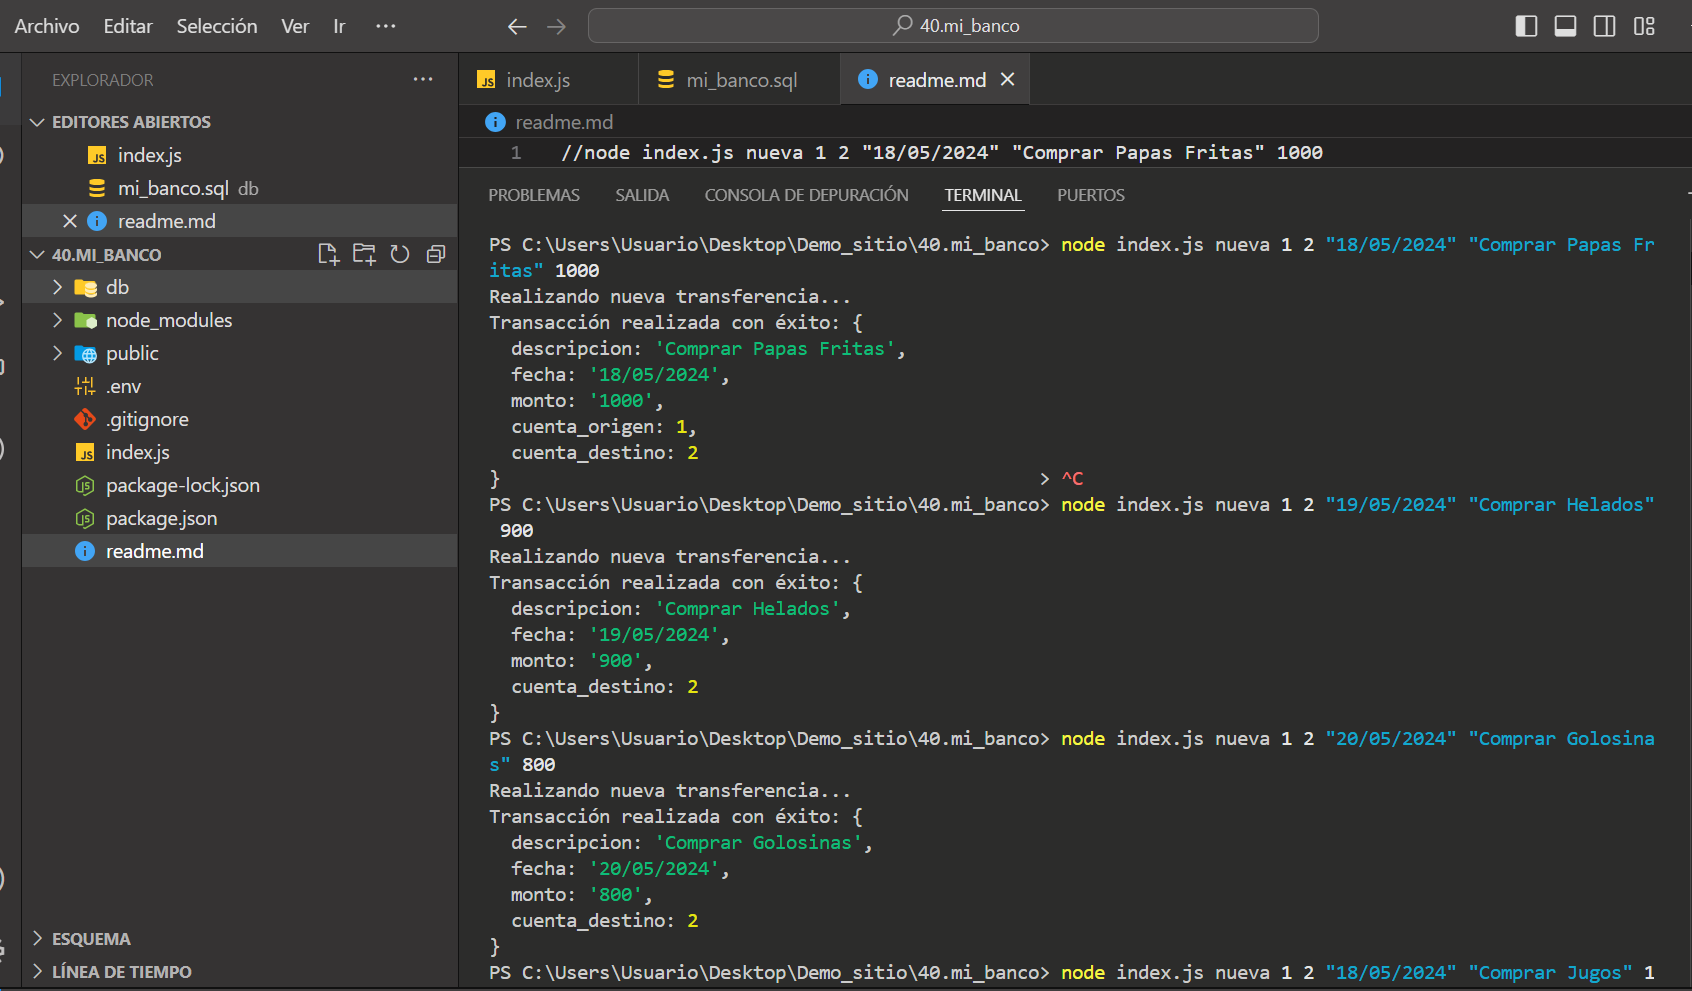 Archivo Editar Selección Ver Ir ··· 40.mi_banco
EXPLORADOR ···
EDITORES ABIERTOS
index.js
mi_banco.sql db
readme.md
40.MI_BANCO
db
node_modules
public
.env
.gitignore
index.js
package-lock.json
package.json
readme.md
ESQUEMA
LÍNEA DE TIEMPO
index.js mi_banco.sql readme.md
readme.md
1 //node index.js nueva 1 2 "18/05/2024" "Comprar Papas Fritas" 1000
PROBLEMAS SALIDA CONSOLA DE DEPURACIÓN TERMINAL PUERTOS
PS C:\Users\Usuario\Desktop\Demo_sitio\40.mi_banco> node index.js nueva 1 2 "18/05/2024" "Comprar Papas Fr
itas" 1000
Realizando nueva transferencia...
Transacción realizada con éxito: {
  descripcion: 'Comprar Papas Fritas',
  fecha: '18/05/2024',
  monto: '1000',
  cuenta_origen: 1,
  cuenta_destino: 2
} > ^C
PS C:\Users\Usuario\Desktop\Demo_sitio\40.mi_banco> node index.js nueva 1 2 "19/05/2024" "Comprar Helados"
 900
Realizando nueva transferencia...
Transacción realizada con éxito: {
  descripcion: 'Comprar Helados',
  fecha: '19/05/2024',
  monto: '900',
  cuenta_destino: 2
}
PS C:\Users\Usuario\Desktop\Demo_sitio\40.mi_banco> node index.js nueva 1 2 "20/05/2024" "Comprar Golosina
s" 800
Realizando nueva transferencia...
Transacción realizada con éxito: {
  descripcion: 'Comprar Golosinas',
  fecha: '20/05/2024',
  monto: '800',
  cuenta_destino: 2
}
PS C:\Users\Usuario\Desktop\Demo_sitio\40.mi_banco> node index.js nueva 1 2 "18/05/2024" "Comprar Jugos" 1